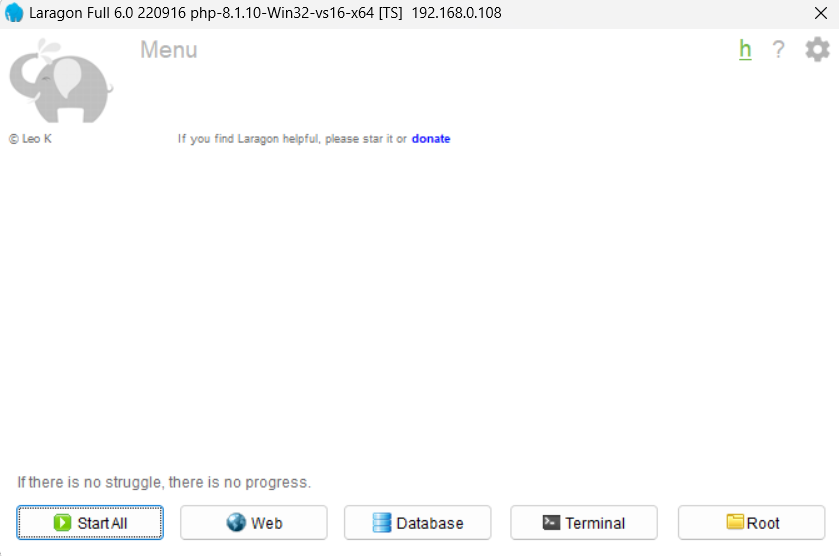 Laragon Full 6.0 220916 php-8.1.10-Win32-vs16-x64 [TS] 192.168.0.108
Menu
h ?
© Leo K
If you find Laragon helpful, please star it or donate
If there is no struggle, there is no progress.
Start All Web Database Terminal Root